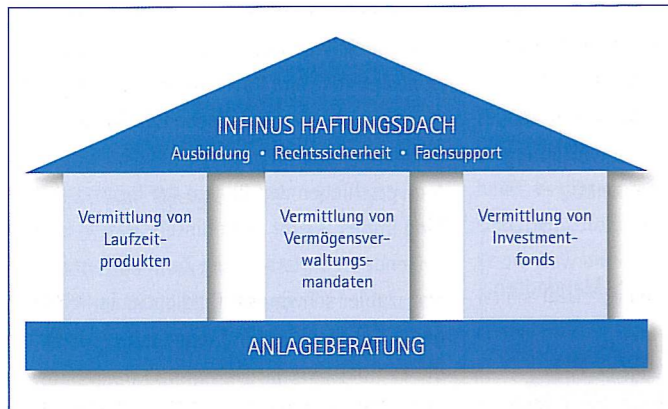 INFINUS HAFTUNGSDACH
Ausbildung • Rechtssicherheit • Fachsupport
Vermittlung von
Laufzeit-
produkten
Vermittlung von
Vermögensver-
waltungs-
mandaten
Vermittlung von
Investment-
fonds
ANLAGEBERATUNG